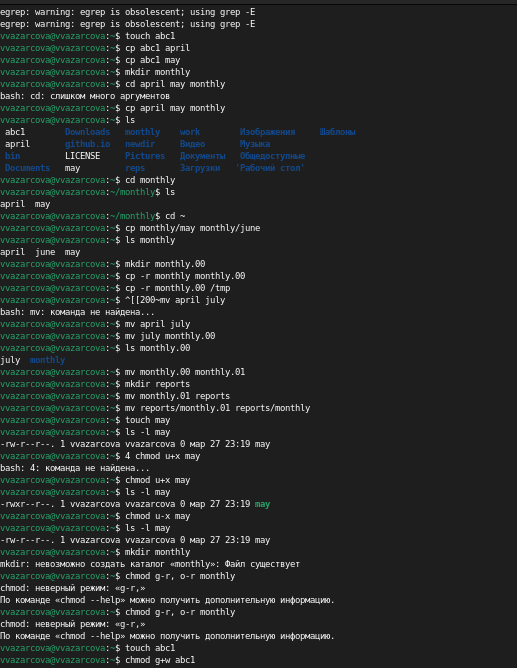 egrep: warning: egrep is obsolescent; using grep -E
egrep: warning: egrep is obsolescent; using grep -E
vvazarcova@vvazarcova:~$ touch abc1
vvazarcova@vvazarcova:~$ cp abc1 april
vvazarcova@vvazarcova:~$ cp abc1 may
vvazarcova@vvazarcova:~$ mkdir monthly
vvazarcova@vvazarcova:~$ cd april may monthly
bash: cd: слишком много аргументов
vvazarcova@vvazarcova:~$ cp april may monthly
vvazarcova@vvazarcova:~$ ls
abc1 Downloads monthly work Изображения Шаблоны
april github.io newdir Видео Музыка
bin LICENSE Pictures Документы Общедоступные
Documents may reps Загрузки 'Рабочий стол'
vvazarcova@vvazarcova:~$ cd monthly
vvazarcova@vvazarcova:~/monthly$ ls
april may
vvazarcova@vvazarcova:~/monthly$ cd ~
vvazarcova@vvazarcova:~$ cp monthly/may monthly/june
vvazarcova@vvazarcova:~$ ls monthly
april june may
vvazarcova@vvazarcova:~$ mkdir monthly.00
vvazarcova@vvazarcova:~$ cp -r monthly monthly.00
vvazarcova@vvazarcova:~$ cp -r monthly.00 /tmp
vvazarcova@vvazarcova:~$ ^[[200~mv april july
bash: mv: команда не найдена...
vvazarcova@vvazarcova:~$ mv april july
vvazarcova@vvazarcova:~$ mv july monthly.00
vvazarcova@vvazarcova:~$ ls monthly.00
july monthly
vvazarcova@vvazarcova:~$ mv monthly.00 monthly.01
vvazarcova@vvazarcova:~$ mkdir reports
vvazarcova@vvazarcova:~$ mv monthly.01 reports
vvazarcova@vvazarcova:~$ mv reports/monthly.01 reports/monthly
vvazarcova@vvazarcova:~$ touch may
vvazarcova@vvazarcova:~$ ls -l may
-rw-r--r--. 1 vvazarcova vvazarcova 0 мар 27 23:19 may
vvazarcova@vvazarcova:~$ 4 chmod u+x may
bash: 4: команда не найдена...
vvazarcova@vvazarcova:~$ chmod u+x may
vvazarcova@vvazarcova:~$ ls -l may
-rwxr--r--. 1 vvazarcova vvazarcova 0 мар 27 23:19 may
vvazarcova@vvazarcova:~$ chmod u-x may
vvazarcova@vvazarcova:~$ ls -l may
-rw-r--r--. 1 vvazarcova vvazarcova 0 мар 27 23:19 may
vvazarcova@vvazarcova:~$ mkdir monthly
mkdir: невозможно создать каталог «monthly»: Файл существует
vvazarcova@vvazarcova:~$ chmod g-r, o-r monthly
chmod: неверный режим: «g-r,»
По команде «chmod --help» можно получить дополнительную информацию.
vvazarcova@vvazarcova:~$ chmod g-r, o-r monthly
chmod: неверный режим: «g-r,»
По команде «chmod --help» можно получить дополнительную информацию.
vvazarcova@vvazarcova:~$ touch abc1
vvazarcova@vvazarcova:~$ chmod g+w abc1